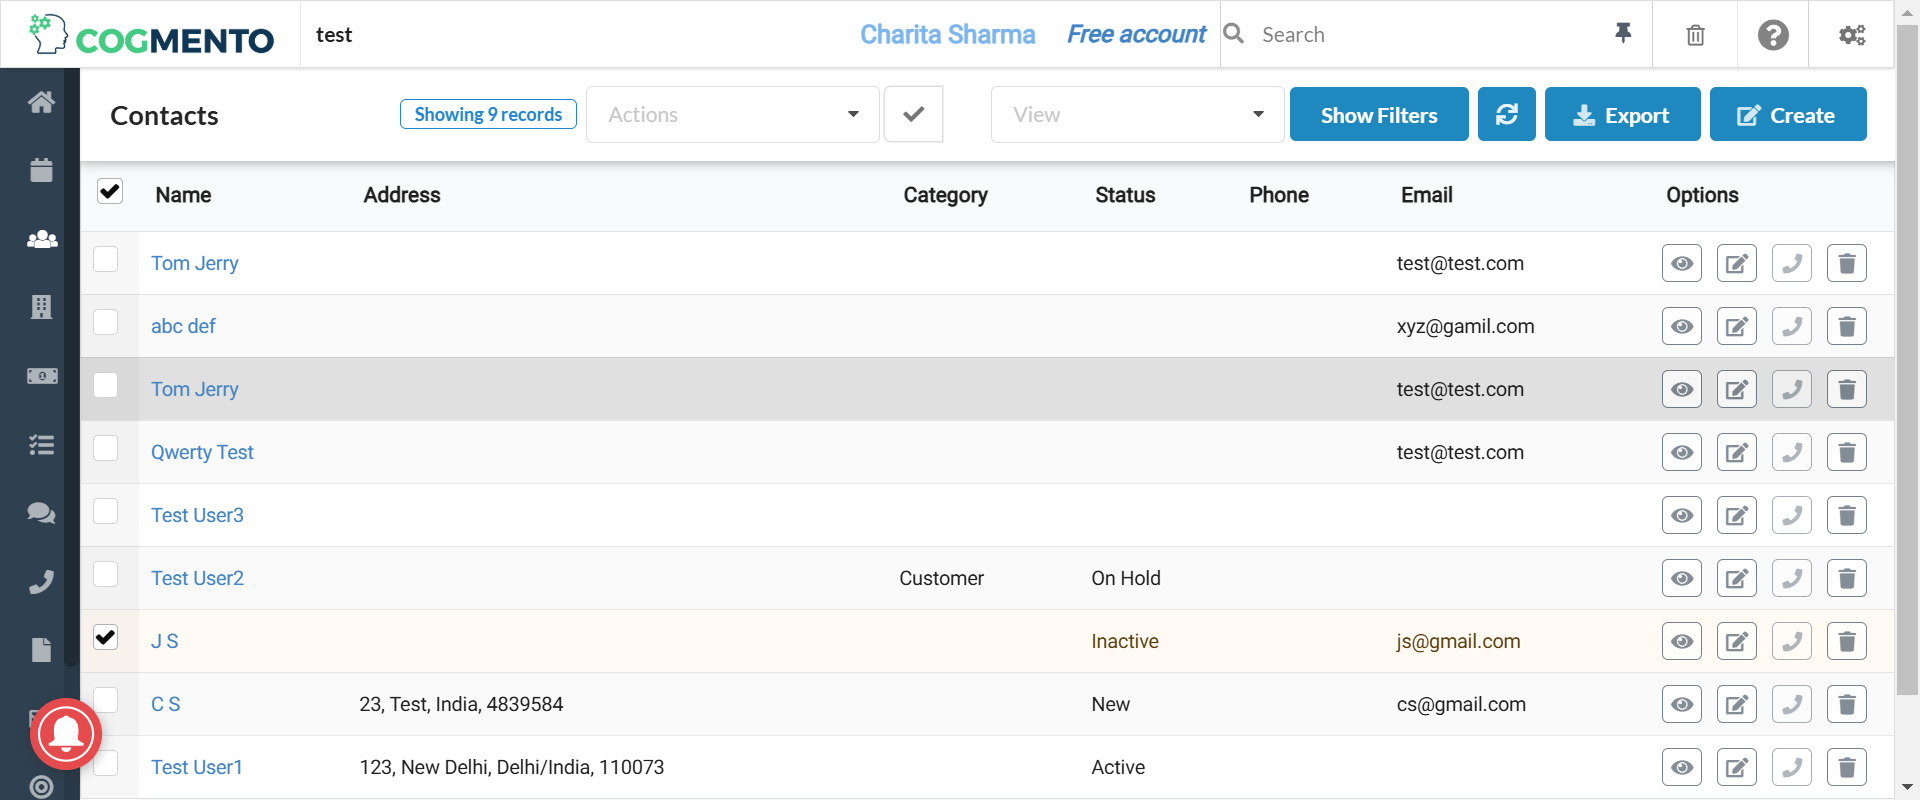 COGMENTO
test
Charita Sharma
Free account
Search
Contacts
Showing 9 records
Actions
View
Show Filters
Export
Create
Name Address Category Status Phone Email Options
Tom Jerry test@test.com
abc def xyz@gamil.com
Tom Jerry test@test.com
Qwerty Test test@test.com
Test User3
Test User2 Customer On Hold
J S Inactive js@gmail.com
C S 23, Test, India, 4839584 New cs@gmail.com
Test User1 123, New Delhi, Delhi/India, 110073 Active